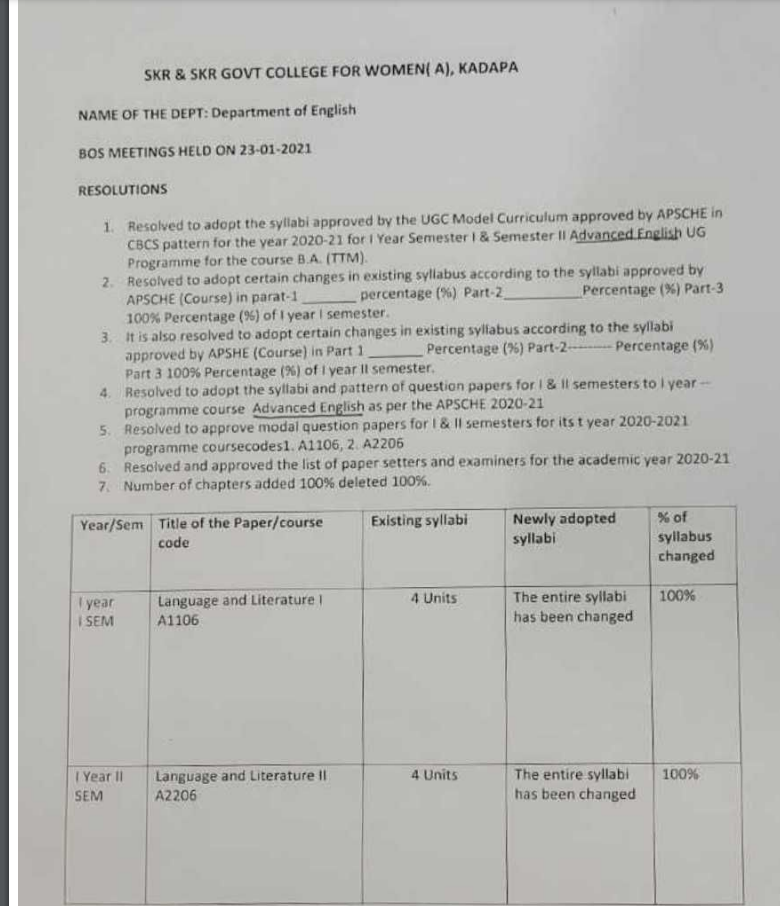 SKR & SKR GOVT COLLEGE FOR WOMEN( A), KADAPA
NAME OF THE DEPT: Department of English
BOS MEETINGS HELD ON 23-01-2021
RESOLUTIONS
1. Resolved to adopt the syllabi approved by the UGC Model Curriculum approved by APSCHE in
CBCS pattern for the year 2020-21 for I Year Semester I & Semester II Advanced English UG
Programme for the course B.A. (TTM).
2. Resolved to adopt certain changes in existing syllabus according to the syllabi approved by
APSCHE (Course) in parat-1 ________ percentage (%) Part-2___________Percentage (%) Part-3
100% Percentage (%) of I year I semester.
3. It is also resolved to adopt certain changes in existing syllabus according to the syllabi
approved by APSHE (Course) in Part 1 ________ Percentage (%) Part-2--------- Percentage (%)
Part 3 100% Percentage (%) of I year II semester.
4. Resolved to adopt the syllabi and pattern of question papers for I & II semesters to I year --
programme course Advanced English as per the APSCHE 2020-21
5. Resolved to approve modal question papers for I & II semesters for its t year 2020-2021
programme coursecodes1. A1106, 2. A2206
6. Resolved and approved the list of paper setters and examiners for the academic year 2020-21
7. Number of chapters added 100% deleted 100%.
Year/Sem Title of the Paper/course Existing syllabi Newly adopted % of
code syllabi syllabus
changed
I year Language and Literature I 4 Units The entire syllabi 100%
I SEM A1106 has been changed
I Year II Language and Literature II 4 Units The entire syllabi 100%
SEM A2206 has been changed